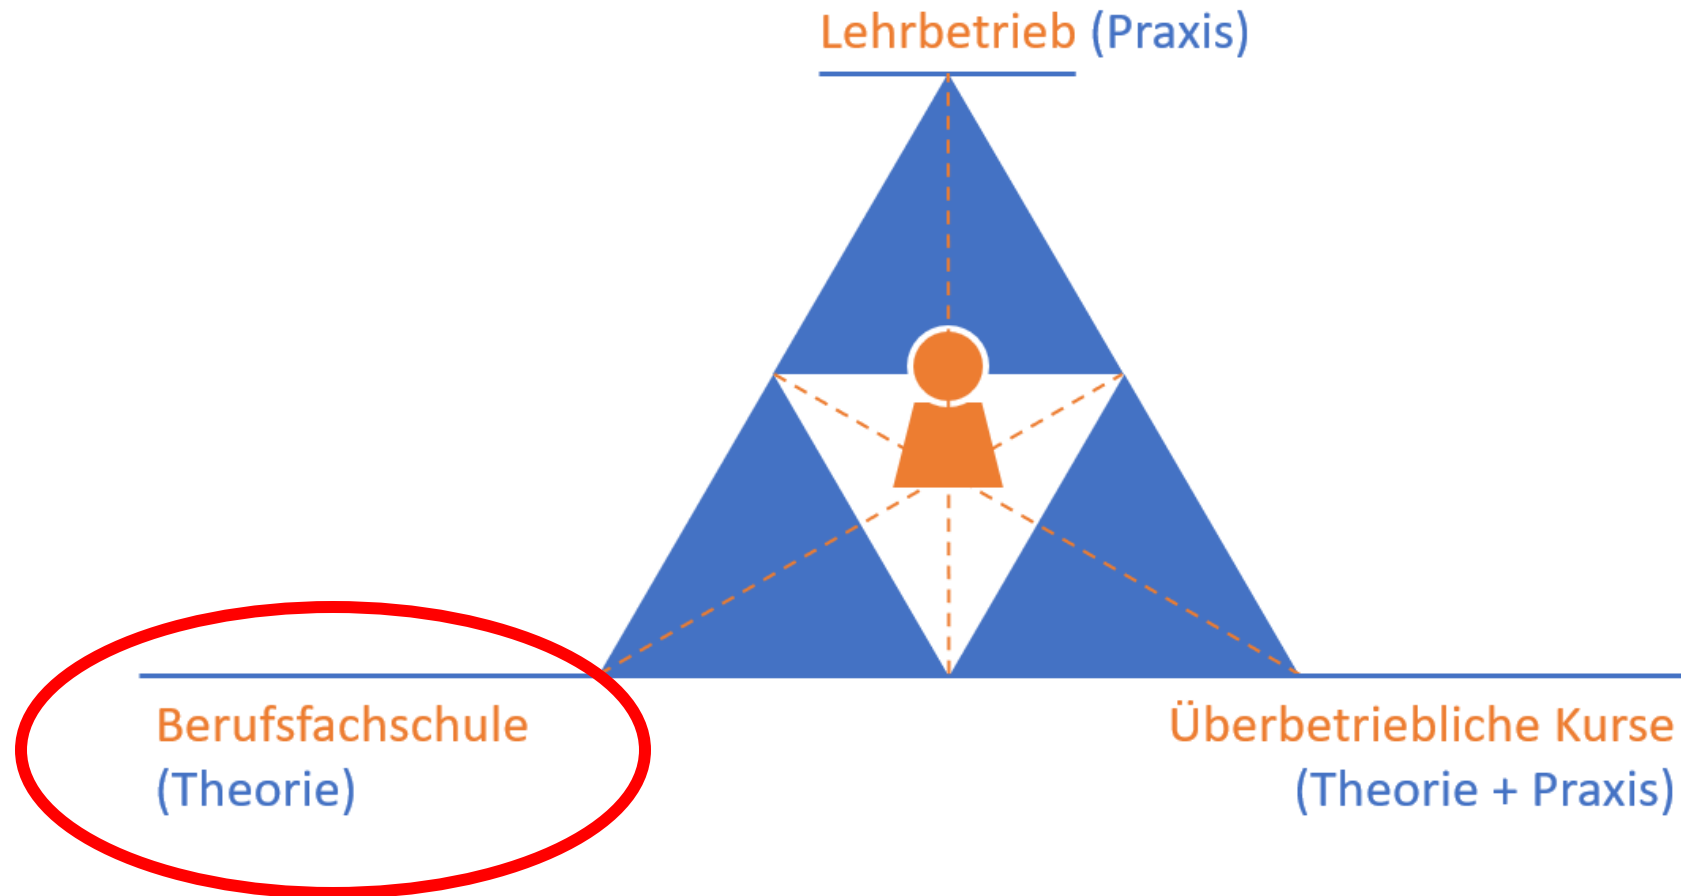 Lehrbetrieb (Praxis)
Berufsfachschule
(Theorie)
Überbetriebliche Kurse
(Theorie + Praxis)